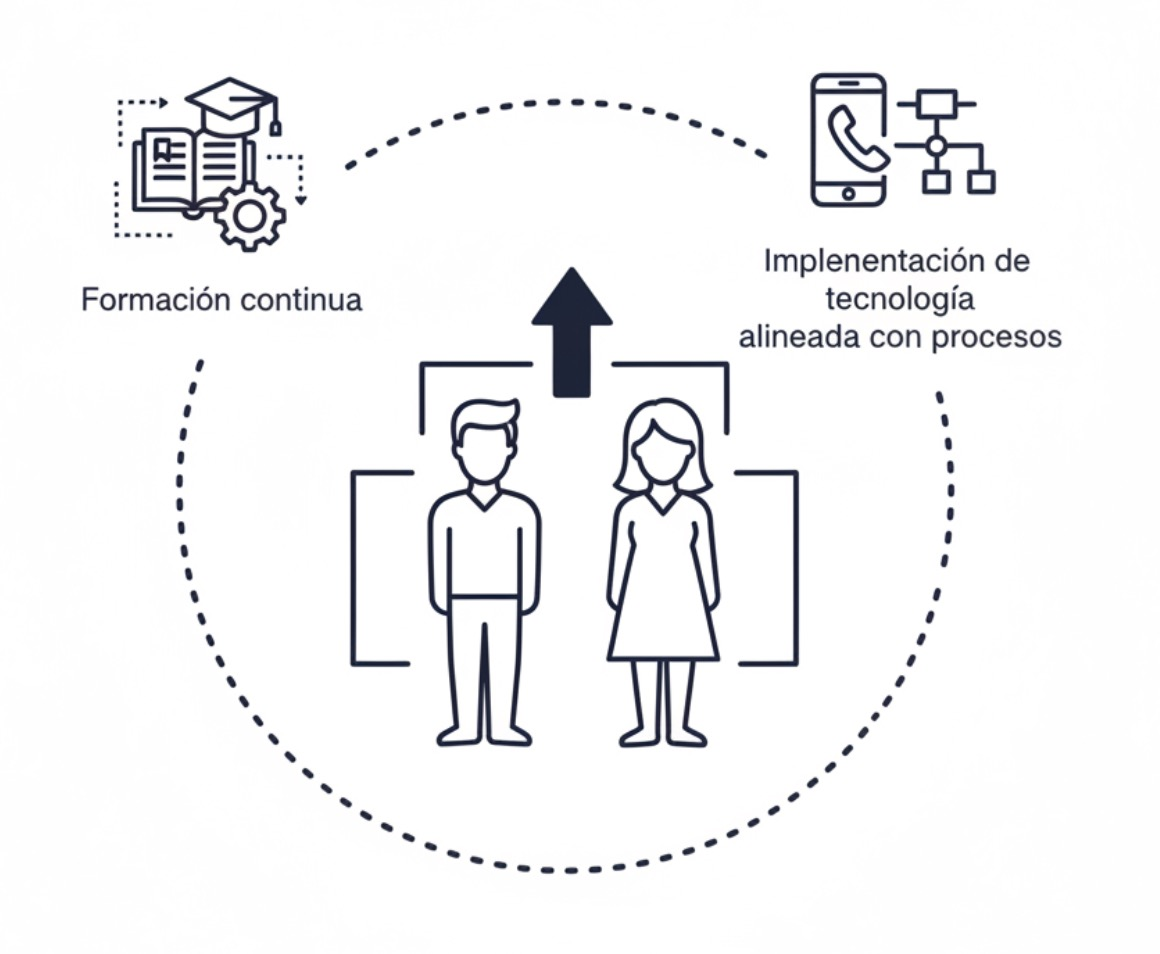 Formación continua
Implenentación de
tecnología
alineada con procesos